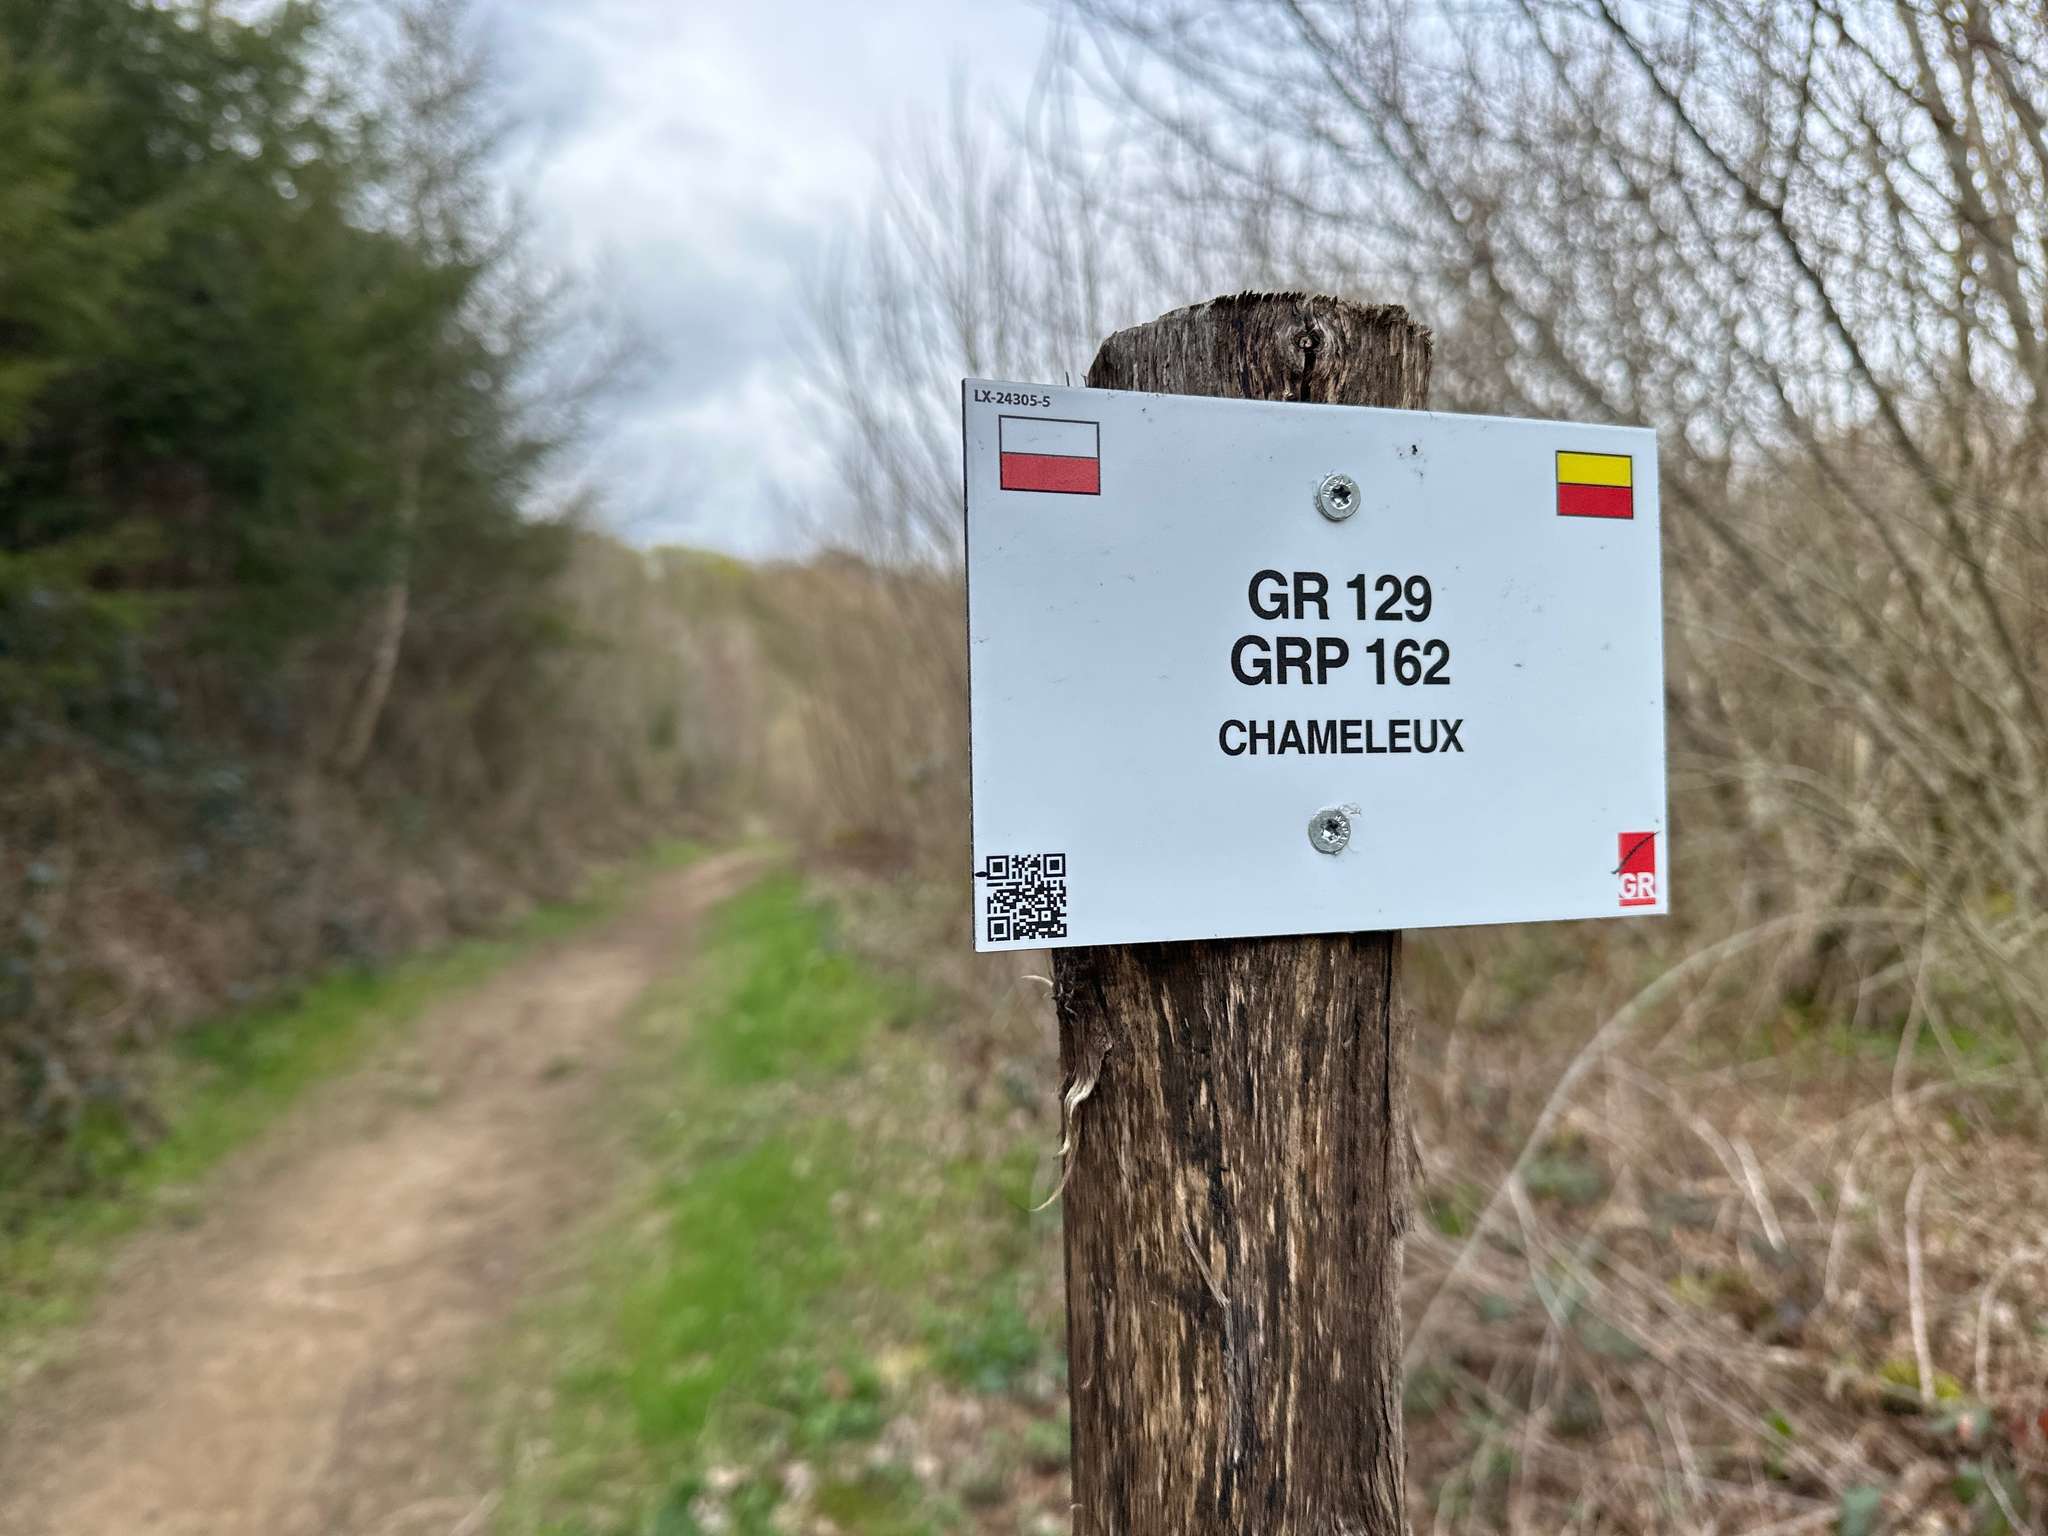 LX-24305-5
GR 129
GRP 162
CHAMELEUX
GR